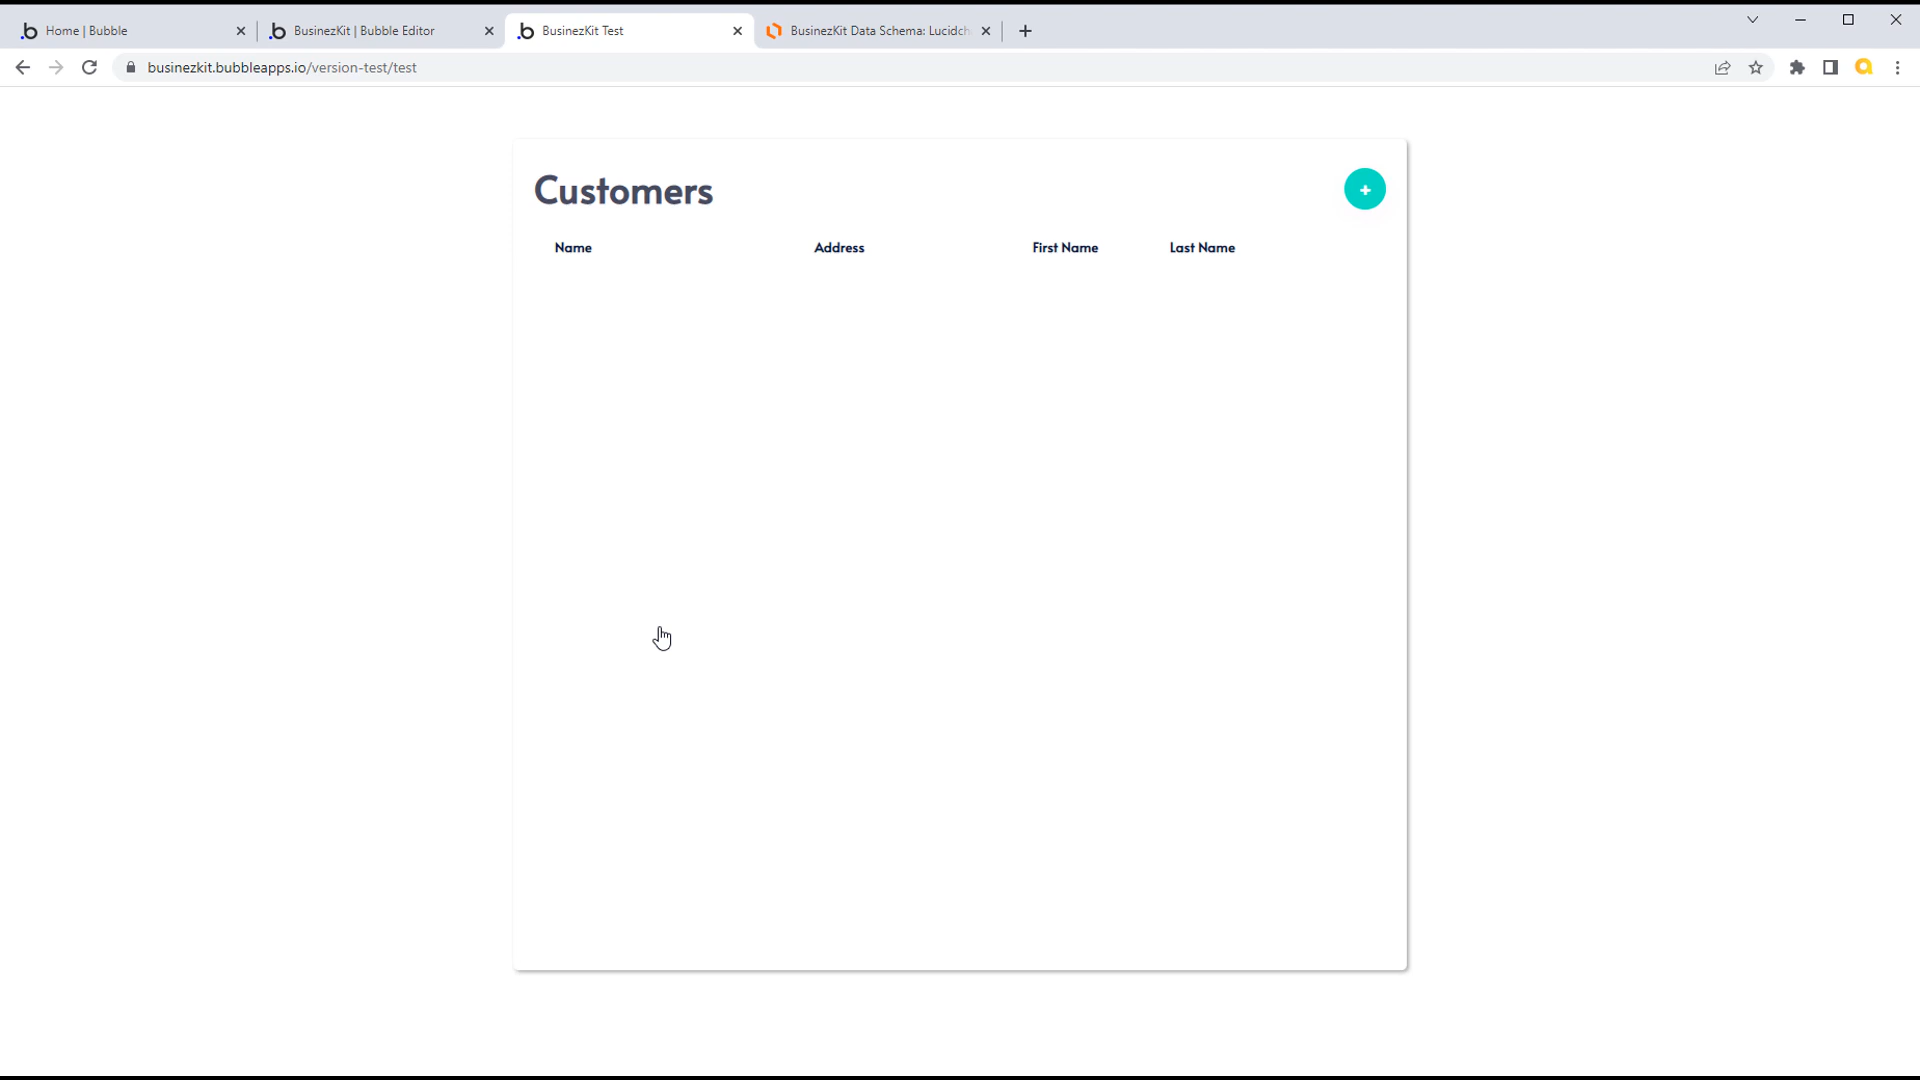 Home | Bubble
BusinezKit | Bubble Editor
BusinezKit Test
BusinezKit Data Schema: Lucidch
businezkit.bubbleapps.io/version-test/test
Customers
+
Name Address First Name Last Name